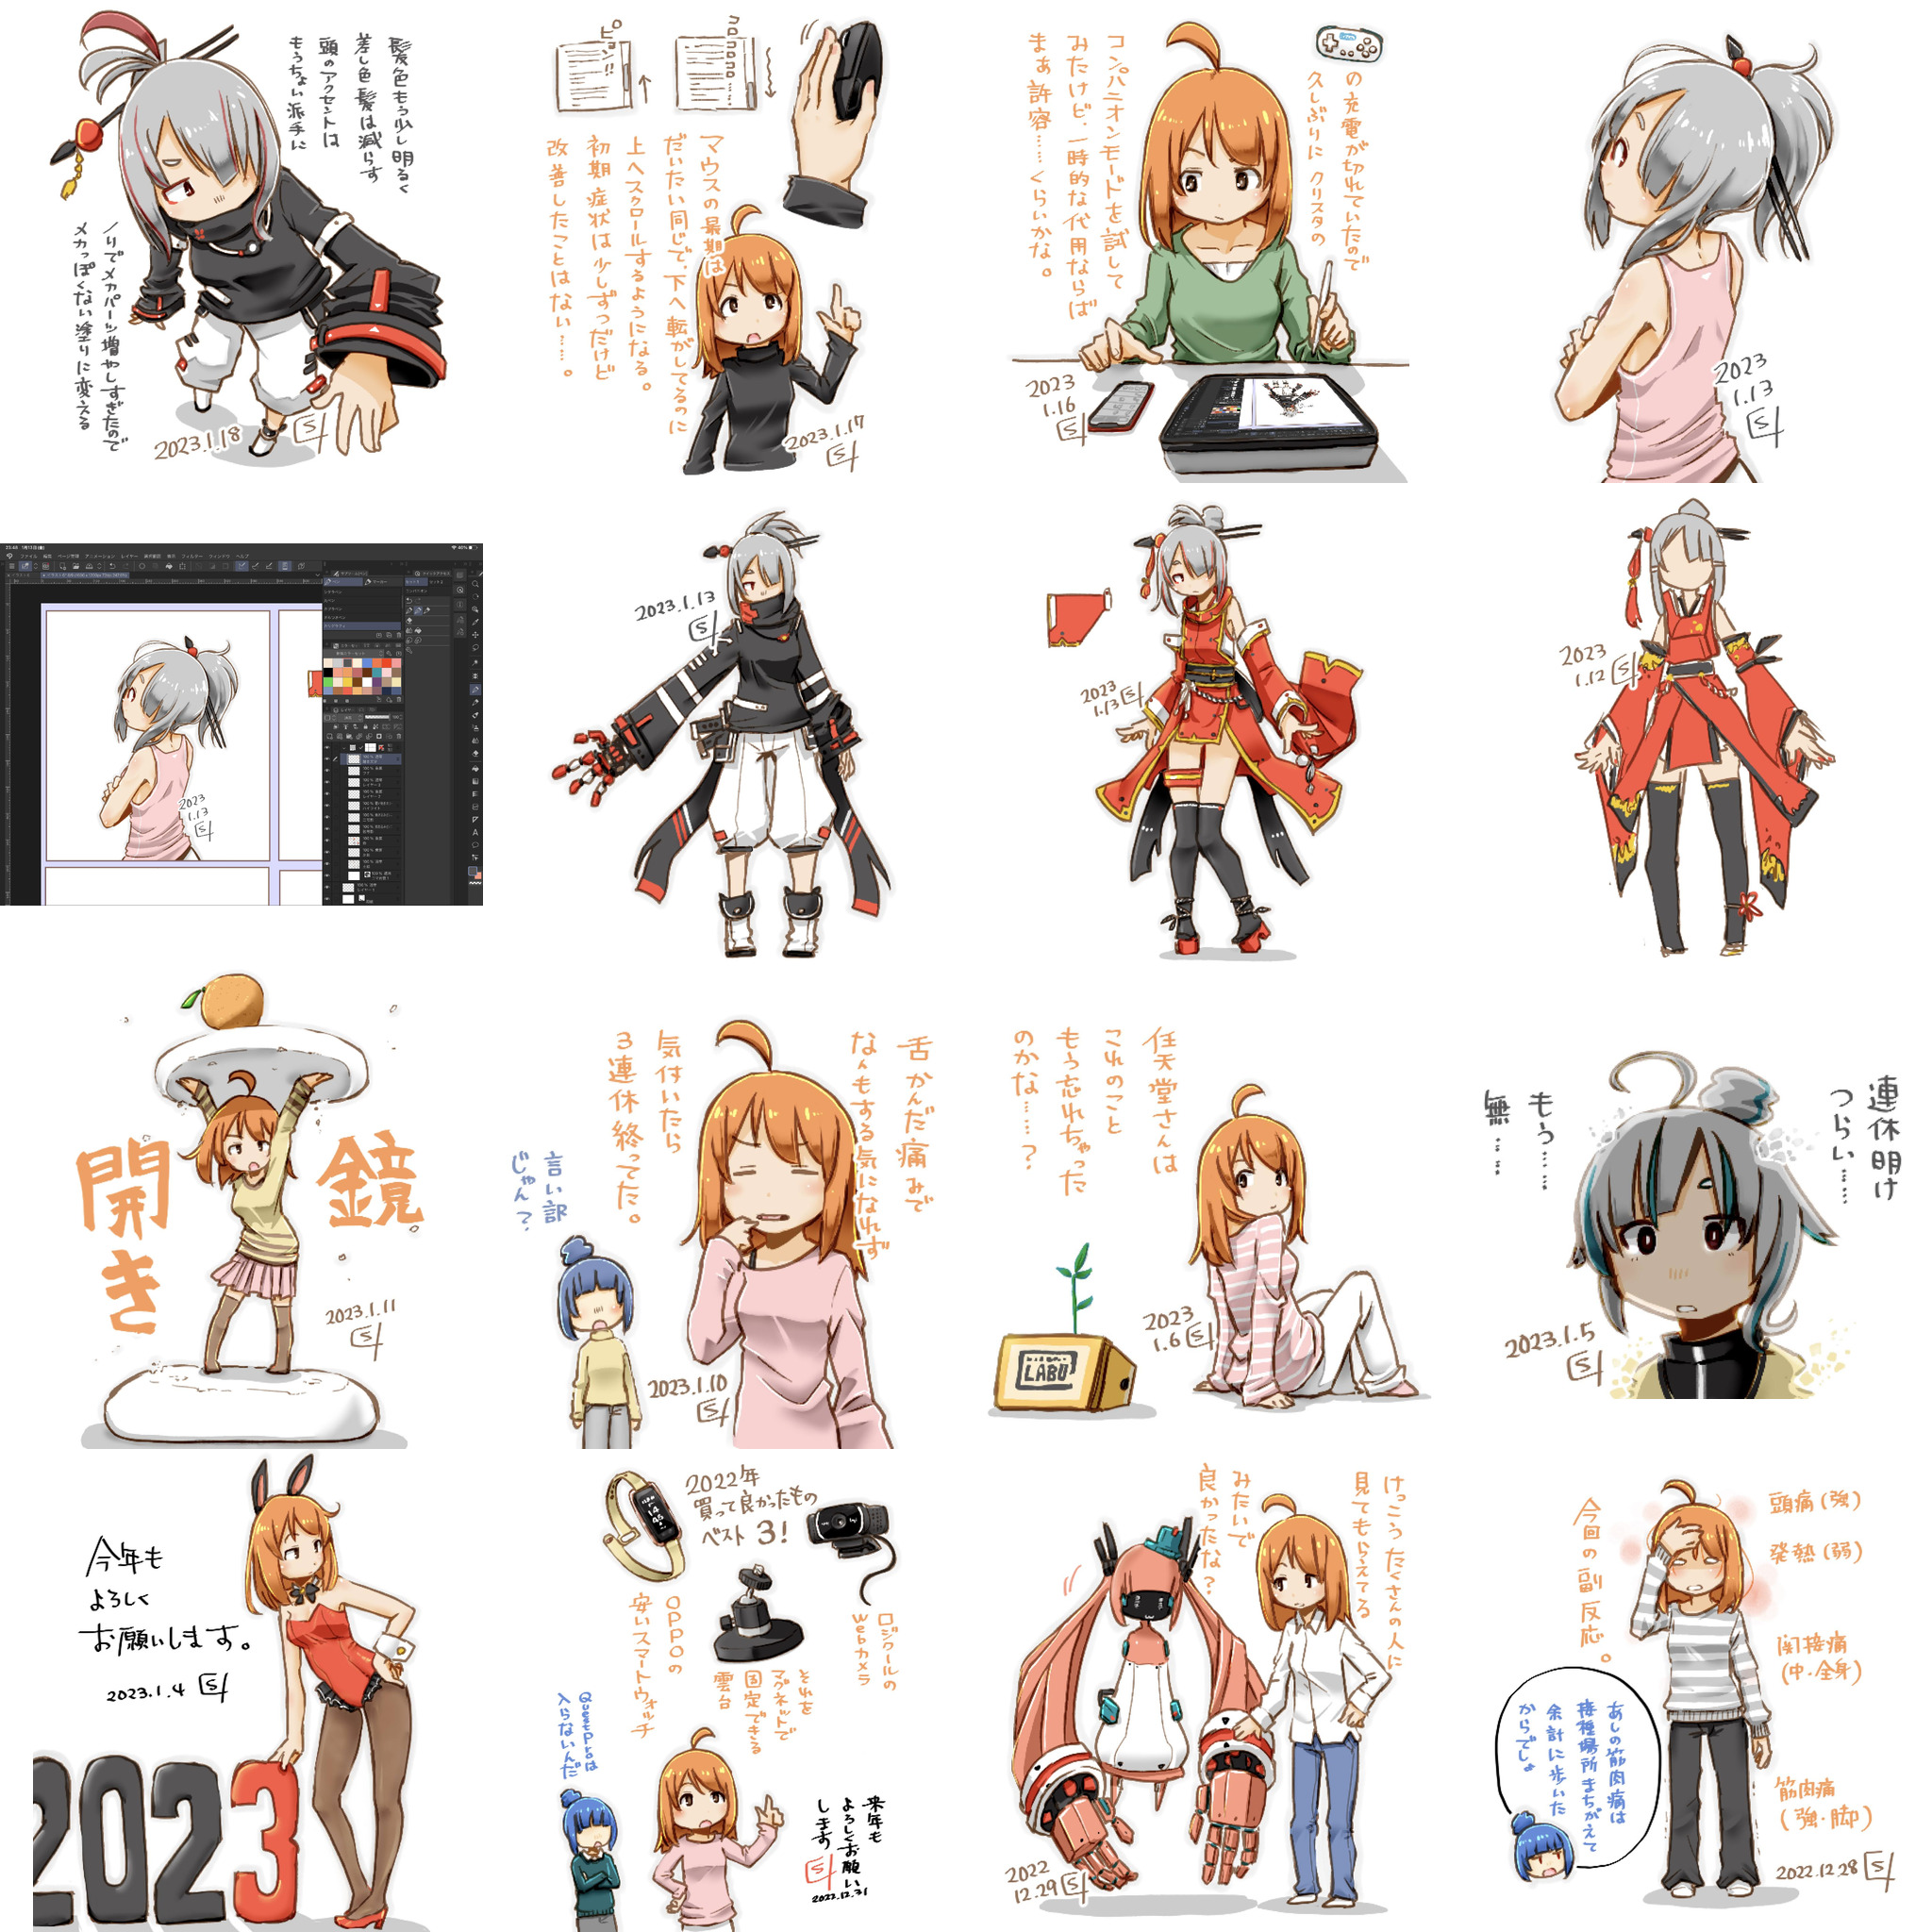 髪色もう少し明るく
差し色髪は減らす
頭のアクセントは
もうちょい派手に
ノリでメカパーツ増やしすぎたので
メカっぽくない塗りに変える
2023.1.18
ピョン!!
nanana……
マウスの最期は
だいたい同じで、下へ転がしてるのに
上へスクロールするようになる。
初期症状は少しずつだけど
改善したことはない……。
2023.1.17
の充電が切れていたので
久しぶりにクリスタの
コンパニオンモードを試して
みたけど、一時的な代用ならば
まぁ許容……くらいかな。
2023
1.16
2023
1.13
2023
1.13
2023.1.13
2023
1.13
2023
1.12
鏡
開き
2023.1.11
舌かんだ痛みで
なんもする気になれず
気付いたら
3連休終ってた。
言い訳
じゃん?
2023.1.10
任天堂さんは
これのこと
もう忘れちゃった
のかな……?
LABO
2023
1.6
連休明け
つらい……
もう……
無……
2023.1.5
今年も
よろしく
お願いします。
2023.1.4
2023
2022年
買って良かったもの
ベスト3!
ロジクールの
Webカメラ
それを
マグネットで
固定できる
雲台
OPPOの
安いスマートウォッチ
QuestProは
入らないんだ
来年も
よろしくお願い
します
2022.12.31
けっこうたくさんの人に
見てもらえてる
みたいで
良かったな?
2022
12.29
今回の副反応。
頭痛(強)
発熱(弱)
関接痛
(中・全身)
筋肉痛
(強・脚)
あしの筋肉痛は
接種場所まちがえて
余計に歩いた
からでしょ
2022.12.28